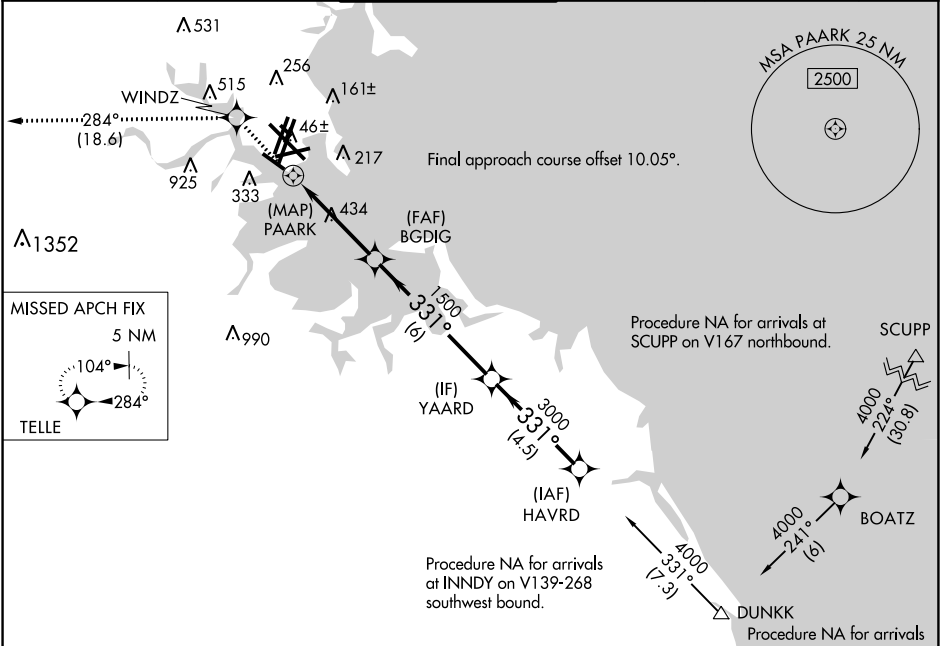 531
256
515
161±
WINDZ
46±
284°
(18.6)
217
925
333
434
(MAP)
PAARK
(FAF)
BGDIG
1352
Final approach course offset 10.05°.
MSA PAARK 25 NM
2500
MISSED APCH FIX
5 NM
104°
284°
TELLE
990
1500
331°
(6)
(IF)
YAARD
3000
331°
(4.5)
(IAF)
HAVRD
Procedure NA for arrivals at
SCUPP on V167 northbound.
SCUPP
4000
224°
(30.8)
BOATZ
4000
241°
(6)
Procedure NA for arrivals
at INNDY on V139-268
southwest bound.
4000
331°
(7.3)
DUNKK
Procedure NA for arrivals